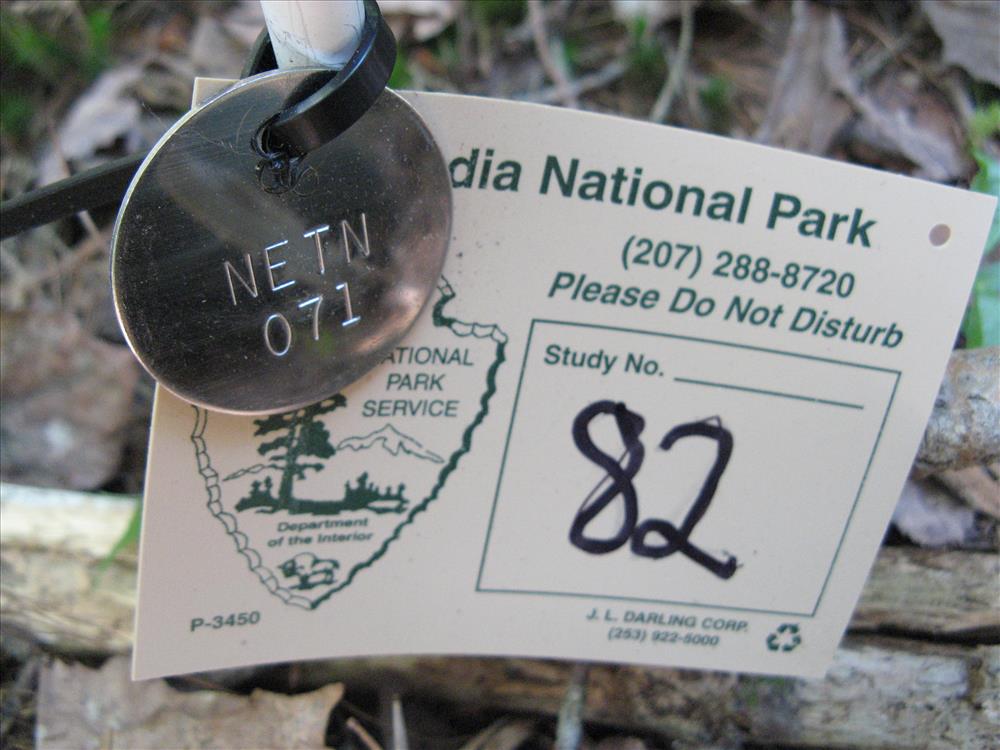 NETN
071
dia National Park
(207) 288-8720
Please Do Not Disturb
Study No.
82
ATIONAL
PARK
SERVICE
Department
of the Interior
P-3450
J. L. DARLING CORP.
(253) 922-5000